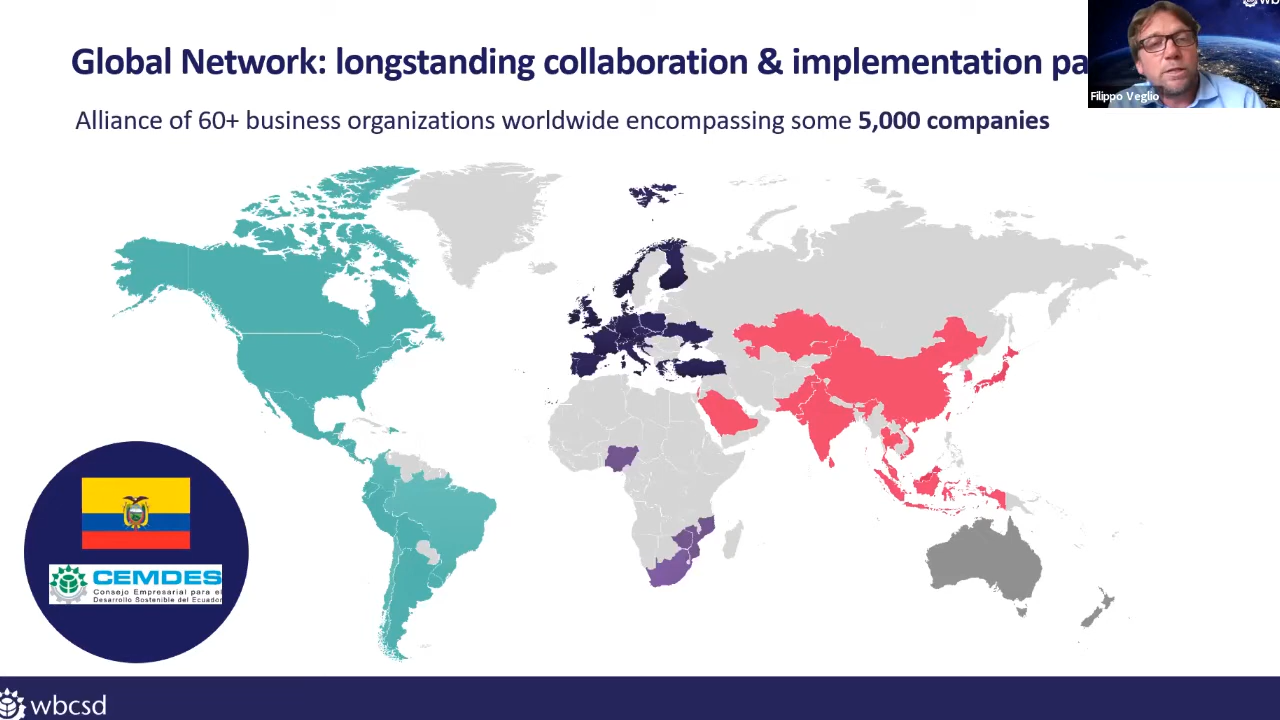 Global Network: longstanding collaboration & implementation pa
Filippo Veglio
Alliance of 60+ business organizations worldwide encompassing some 5,000 companies
CEMDES
Consejo Empresarial para el
Desarrollo Sostenible del Ecuador
wbcsd